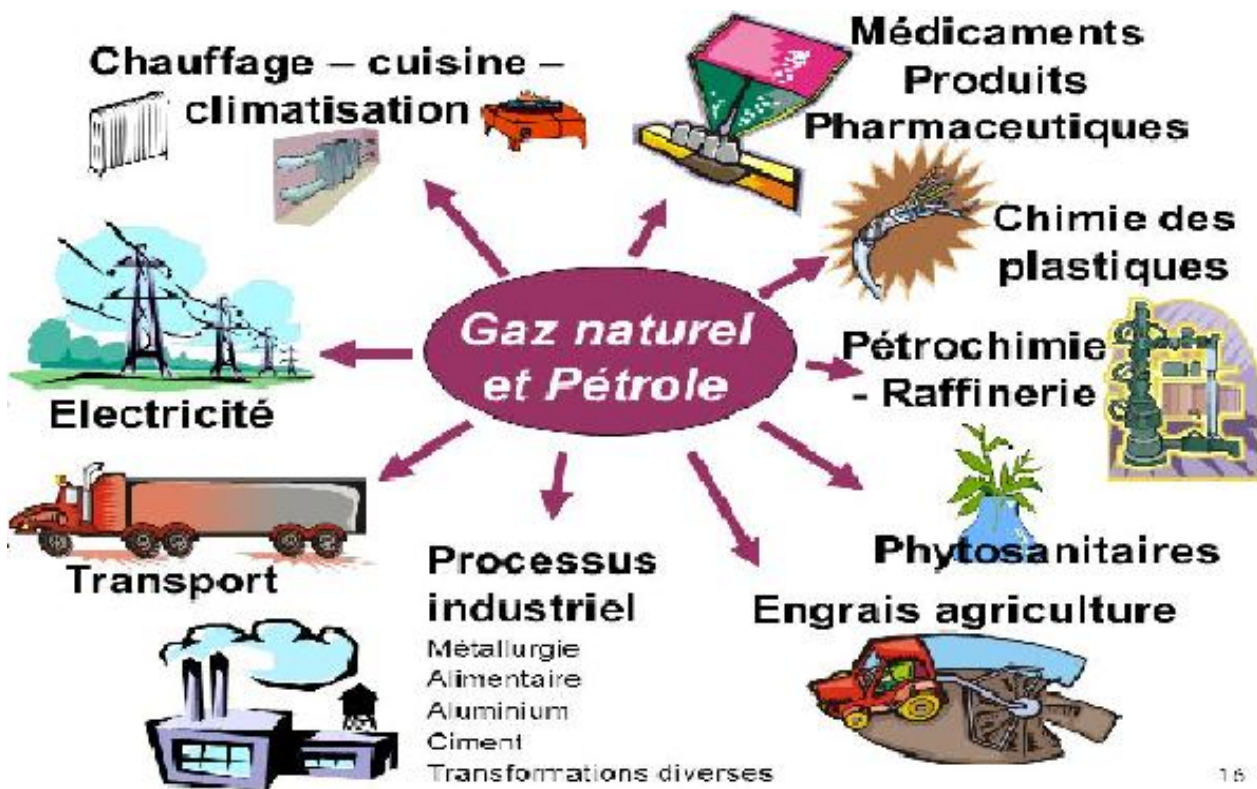 Chauffage – cuisine –
climatisation
Médicaments
Produits
Pharmaceutiques
Chimie des
plastiques
Gaz naturel
et Pétrole
Pétrochimie
- Raffinerie
Electricité
Phytosanitaires
Transport
Processus
industriel
Métallurgie
Alimentaire
Aluminium
Ciment
Transformations diverses
Engrais agriculture
16